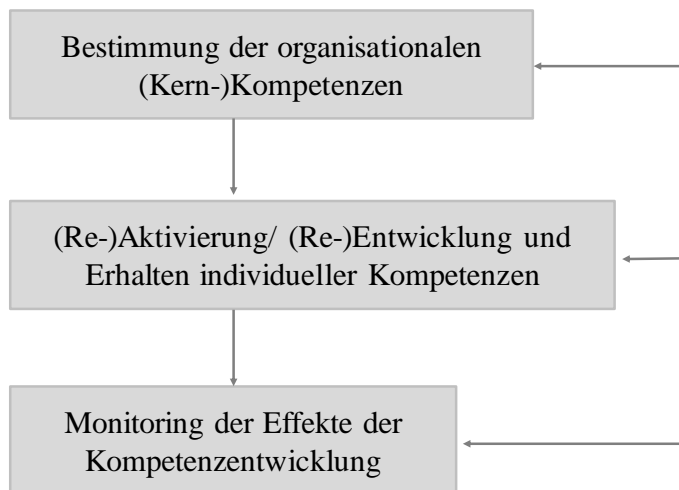 Bestimmung der organisationalen
(Kern-)Kompetenzen
(Re-)Aktivierung/ (Re-)Entwicklung und
Erhalten individueller Kompetenzen
Monitoring der Effekte der
Kompetenzentwicklung